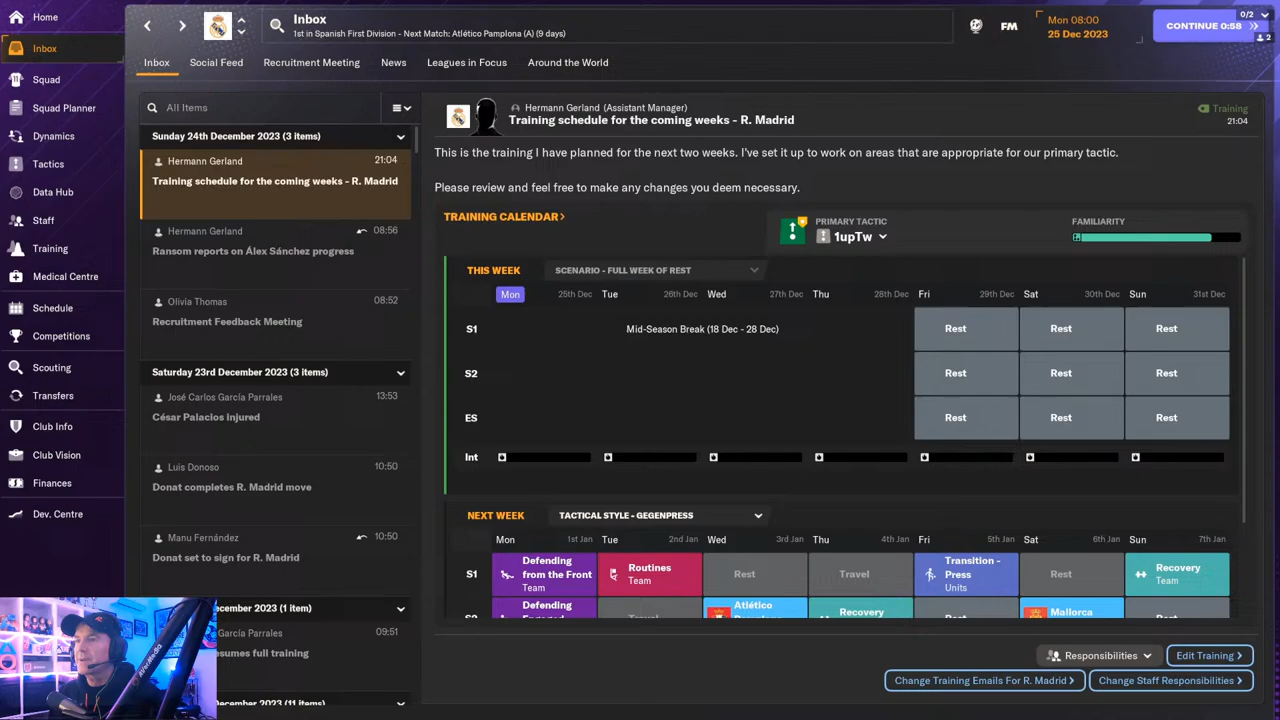 Home
Inbox
Squad
Squad Planner
Dynamics
Tactics
Data Hub
Staff
Training
Medical Centre
Schedule
Competitions
Scouting
Transfers
Club Info
Club Vision
Finances
Dev. Centre
Inbox
1st in Spanish First Division - Next Match: Atlético Pamplona (A) (9 days)
FM
Mon 08:00
25 Dec 2023
CONTINUE 0:58
0/2
2
Inbox
Social Feed
Recruitment Meeting
News
Leagues in Focus
Around the World
All Items
Sunday 24th December 2023 (3 items)
Hermann Gerland
21:04
Training schedule for the coming weeks - R. Madrid
Hermann Gerland
08:56
Ransom reports on Álex Sánchez progress
Olivia Thomas
08:52
Recruitment Feedback Meeting
Saturday 23rd December 2023 (3 items)
José Carlos García Parrales
13:53
César Palacios injured
Luis Donoso
10:50
Donat completes R. Madrid move
Manu Fernández
10:50
Donat set to sign for R. Madrid
December 2023 (1 item)
García Parrales
09:51
resumes full training
December 2023 (11 items)
Hermann Gerland (Assistant Manager)
Training schedule for the coming weeks - R. Madrid
Training
21:04
This is the training I have planned for the next two weeks. I've set it up to work on areas that are appropriate for our primary tactic.
Please review and feel free to make any changes you deem necessary.
TRAINING CALENDAR
PRIMARY TACTIC
1upTw
FAMILIARITY
THIS WEEK
SCENARIO - FULL WEEK OF REST
Mon 25th Dec Tue 26th Dec Wed 27th Dec Thu 28th Dec Fri 29th Dec Sat 30th Dec Sun 31st Dec
S1 Mid-Season Break (18 Dec - 28 Dec) Rest Rest Rest
S2 Rest Rest Rest
ES Rest Rest Rest
Int
NEXT WEEK
TACTICAL STYLE - GEGENPRESS
Mon 1st Jan Tue 2nd Jan Wed 3rd Jan Thu 4th Jan Fri 5th Jan Sat 6th Jan Sun 7th Jan
S1
Defending from the Front
Team
Routines
Team
Rest
Travel
Transition - Press
Units
Rest
Recovery
Team
Defending
Atlético
Recovery
Mallorca
Responsibilities
Edit Training
Change Training Emails For R. Madrid
Change Staff Responsibilities
AVerMedia